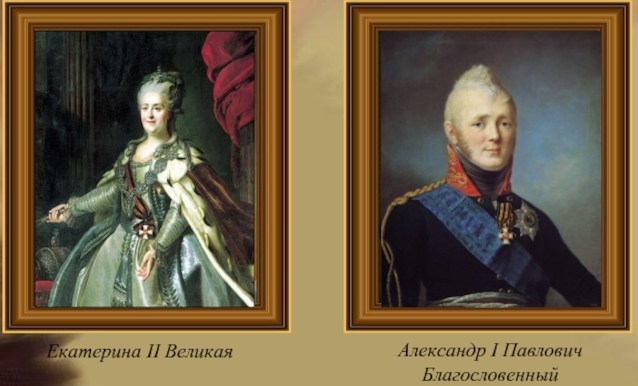 Екатерина II Великая
Александр I Павлович
Благословенный